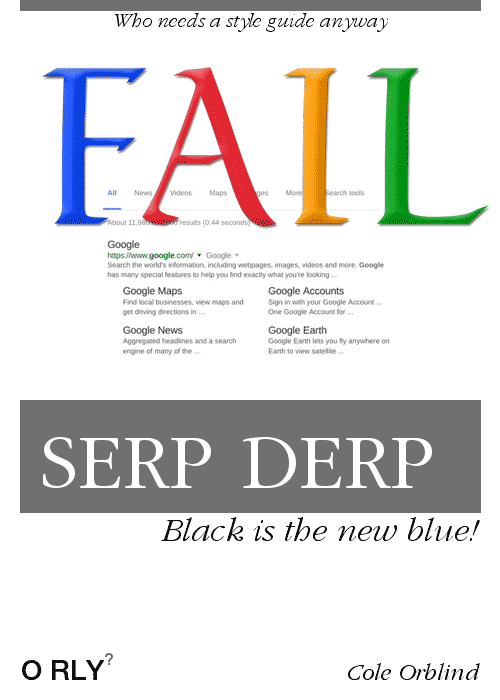 Who needs a style guide anyway
FAIL
All News Videos Maps More Search tools
results (0.44 seconds)
Google
https://www.google.com/ Google
Search the world's information, including webpages, images, videos and more. Google
has many special features to help you find exactly what you're looking ...
Google Maps
Find local businesses, view maps and
get driving directions in ...
Google Accounts
Sign in with your Google Account ...
One Google Account for ...
Google News
Aggregated headlines and a search
engine of many of the ...
Google Earth
Google Earth lets you fly anywhere on
Earth to view satellite ...
SERP DERP
Black is the new blue!
O RLY?
Cole Orblind